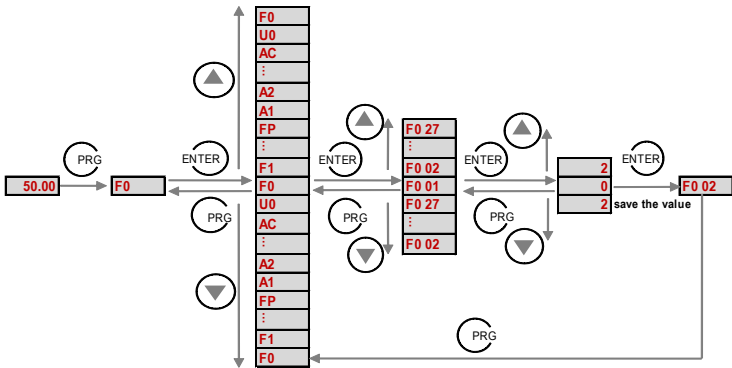 50.00
PRG
F0
ENTER
PRG
F0
U0
AC
⋮
A2
A1
FP
⋮
F1
F0
U0
AC
⋮
A2
A1
FP
⋮
F1
F0
ENTER
PRG
F0 27
⋮
F0 02
F0 01
F0 27
⋮
F0 02
ENTER
PRG
2
0
2
save the value
ENTER
F0 02
PRG